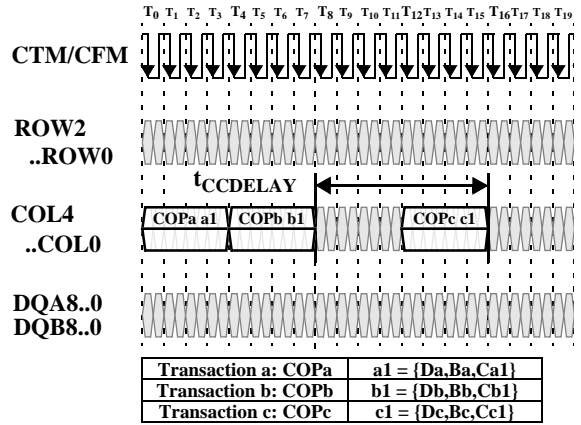 T0 T1 T2 T3 T4 T5 T6 T7 T8 T9 T10 T11 T12 T13 T14 T15 T16 T17 T18 T19
CTM/CFM
ROW2
..ROW0
tCCDELAY
COL4
..COL0
COPa a1 COPb b1 COPc c1
DQA8..0
DQB8..0
Transaction a: COPa a1 = {Da,Ba,Ca1}
Transaction b: COPb b1 = {Db,Bb,Cb1}
Transaction c: COPc c1 = {Dc,Bc,Cc1}